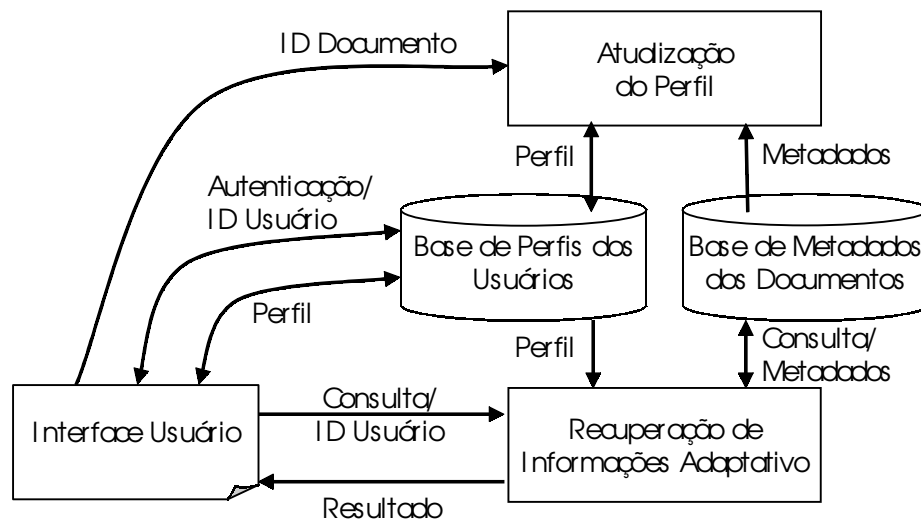 ID Documento
Atualização
do Perfil
Perfil
Metadados
Autenticação/
ID Usuário
Base de Perfis dos
Usuários
Base de Metadados
dos Documentos
Perfil
Perfil
Consulta/
Metadados
Interface Usuário
Consulta/
ID Usuário
Recuperação de
Informações Adaptativo
Resultado